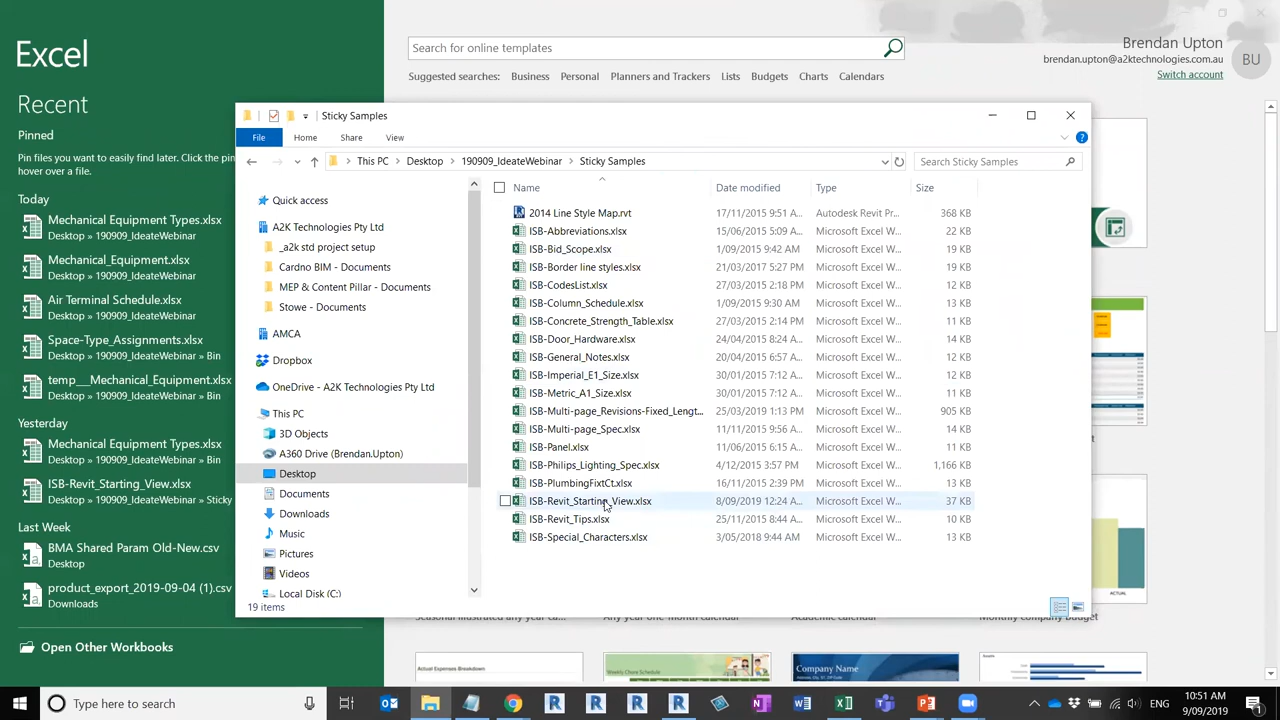 Excel
Search for online templates
Brendan Upton
brendan.upton@a2ktechnologies.com.au
BU
Switch account
Suggested searches: Business Personal Planners and Trackers Lists Budgets Charts Calendars
Recent
Pinned
Pin files you want to easily find later. Click the pin
hover over a file.
Today
Mechanical Equipment Types.xlsx
Desktop » 190909_IdeateWebinar
Mechanical_Equipment.xlsx
Desktop » 190909_IdeateWebinar
Air Terminal Schedule.xlsx
Desktop » 190909_IdeateWebinar
Space-Type_Assignments.xlsx
Desktop » 190909_IdeateWebinar » Bin
temp__Mechanical_Equipment.xlsx
Desktop » 190909_IdeateWebinar » Bin
Yesterday
Mechanical Equipment Types.xlsx
Desktop » 190909_IdeateWebinar » Bin
ISB-Revit_Starting_View.xlsx
Desktop » 190909_IdeateWebinar » Sticky
Last Week
BMA Shared Param Old-New.csv
Desktop
product_export_2019-09-04 (1).csv
Downloads
Open Other Workbooks
Sticky Samples
File Home Share View
This PC > Desktop > 190909_IdeateWebinar > Sticky Samples
Search Sticky Samples
Quick access
A2K Technologies Pty Ltd
_a2k std project setup
Cardno BIM - Documents
MEP & Content Pillar - Documents
Stowe - Documents
AMCA
Dropbox
OneDrive - A2K Technologies Pty Ltd
This PC
3D Objects
A360 Drive (Brendan.Upton)
Desktop
Documents
Downloads
Music
Pictures
Videos
Local Disk (C:)
Name Date modified Type Size
2014 Line Style Map.rvt 9:51 A... Autodesk Revit Pr... 368 KB
ISB-Abbreviations.xlsx 15/06/2015 5:09 A... Microsoft Excel W... 22 KB
ISB-Bid_Scope.xlsx 1/09/2015 9:42 AM Microsoft Excel W... 19 KB
ISB-Border line styles.xlsx 21/03/2017 5:27 PM Microsoft Excel W... 19 KB
ISB-CodesList.xlsx 27/03/2015 2:18 PM Microsoft Excel W... 12 KB
ISB-Column_Schedule.xlsx 1/09/2015 9:30 AM Microsoft Excel W... 13 KB
ISB-Concrete_Strength_Table.xlsx 27/03/2015 2:14 PM Microsoft Excel W... 11 KB
ISB-Door_Hardware.xlsx 24/04/2015 8:24 A... Microsoft Excel W... 14 KB
ISB-General_Notes.xlsx 20/04/2015 6:57 A... Microsoft Excel W... 12 KB
ISB-Imperial_E1_Size.xlsx 30/01/2015 7:12 A... Microsoft Excel W... 11 KB
ISB-Metric_A1_Size.xlsx 30/01/2015 7:12 A... Microsoft Excel W... 11 KB
ISB-Multi-page_Divisions-Fixed_Lengt... 25/03/2015 1:13 PM Microsoft Excel W... 909 KB
ISB-Multi-page_Spec.xlsx 11/11/2015 9:56 A... Microsoft Excel W... 14 KB
ISB-Panel.xlsx Microsoft Excel W... 11 KB
ISB-Philips_Lighting_Spec.xlsx 4/12/2015 3:57 PM Microsoft Excel W... 1,166 KB
ISB-PlumbingFixtCt.xlsx 16/11/2015 2:59 PM Microsoft Excel W... 13 KB
ISB-Revit_Starting_View.xlsx 8/09/2019 12:24 A... Microsoft Excel W... 37 KB
ISB-Revit_Tips.xlsx 25/11/2015 8:44 A... Microsoft Excel W... 10 KB
ISB-Special_Characters.xlsx 3/05/2018 9:44 AM Microsoft Excel W... 13 KB
19 items
ACTUAL
Actual Expenses Breakdown
Weekly Chore Schedule
Company Name
Type here to search
10:51 AM
9/09/2019